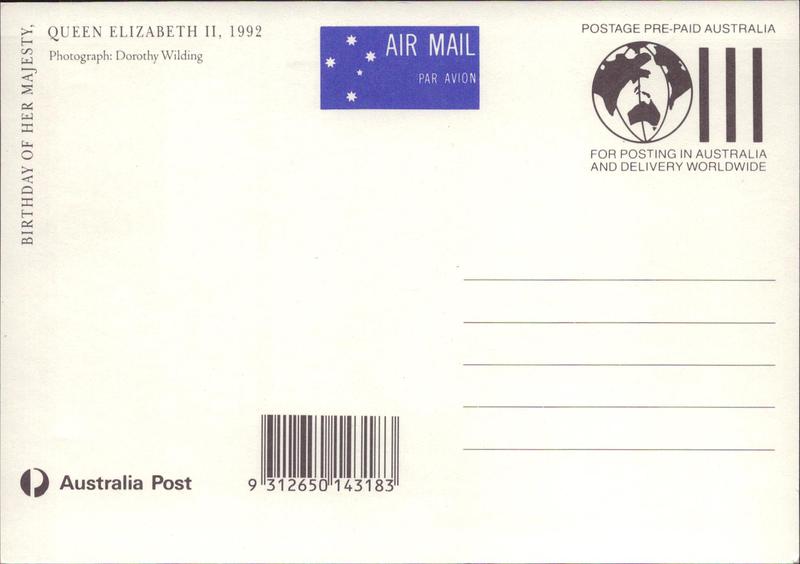 BIRTHDAY OF HER MAJESTY,
QUEEN ELIZABETH II, 1992
Photograph: Dorothy Wilding
AIR MAIL
PAR AVION
POSTAGE PRE-PAID AUSTRALIA
FOR POSTING IN AUSTRALIA
AND DELIVERY WORLDWIDE
Australia Post
9 312650 143183